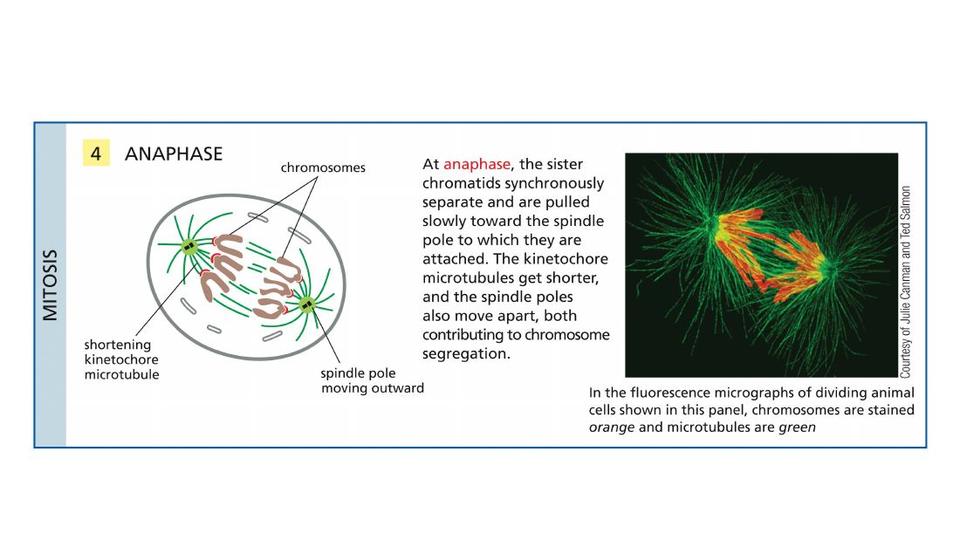 MITOSIS
4 ANAPHASE
chromosomes
shortening
kinetochore
microtubule
spindle pole
moving outward
At anaphase, the sister
chromatids synchronously
separate and are pulled
slowly toward the spindle
pole to which they are
attached. The kinetochore
microtubules get shorter,
and the spindle poles
also move apart, both
contributing to chromosome
segregation.
Courtesy of Julie Canman and Ted Salmon
In the fluorescence micrographs of dividing animal
cells shown in this panel, chromosomes are stained
orange and microtubules are green